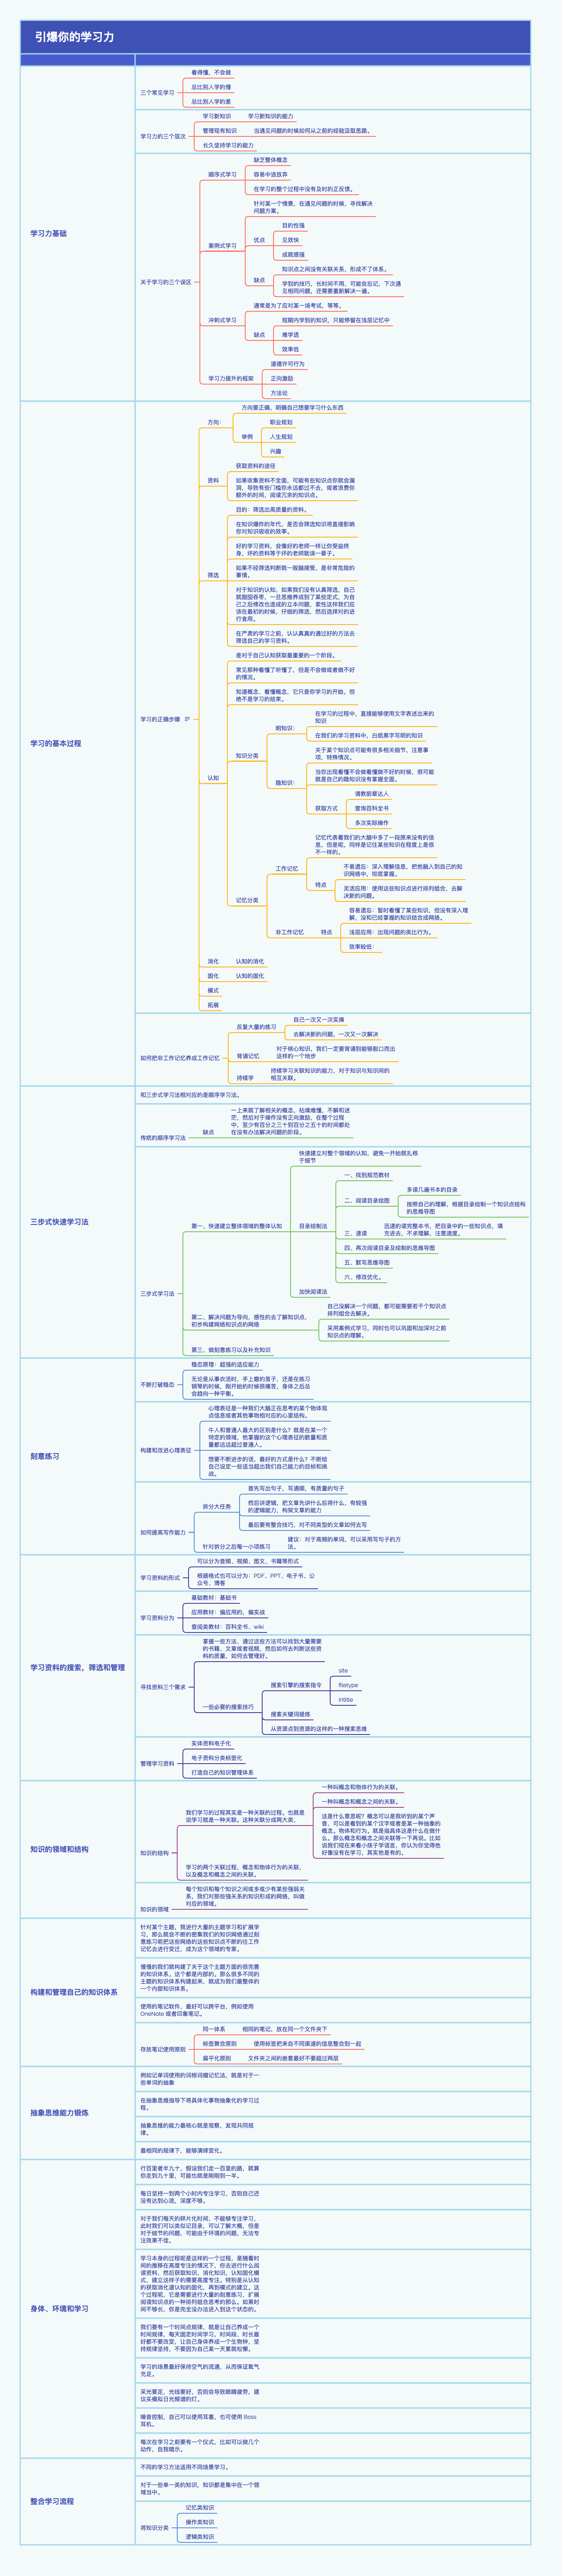 引爆你的学习力
学习力基础
三个常见学习
看得懂，不会做
总比别人学的慢
总比别人学的差
学习力的三个层次
学习新知识
学习新知识的能力
管理现有知识
当遇见问题的时候如何从之前的经验汲取思路。
长久坚持学习的能力
关于学习的三个误区
顺序式学习
缺乏整体概念
容易中途放弃
在学习的整个过程中没有及时的正反馈。
案例式学习
针对某一个情景，在遇见问题的时候，寻找解决
问题方案。
优点
目的性强
见效快
成就感强
缺点
知识点之间没有关联关系，形成不了体系。
学到的技巧，长时间不用，可能会忘记，下次遇
见相同问题，还需要重新解决一遍。
冲刺式学习
通常是为了应对某一场考试，等等。
缺点
短期内学到的知识，只能停留在浅层记忆中
难学透
效率低
学习力提升的框架
道德许可行为
正向激励
方法论
学习的基本过程
学习的正确步骤
方向：
方向要正确，明确自己想要学习什么东西
举例
职业规划
人生规划
兴趣
资料
获取资料的途径
如果收集资料不全面，可能有些知识点你就会漏
洞，导致有些门槛你永远都过不去，或者浪费你
额外的时间，阅读冗余的知识点。
筛选
目的：筛选出高质量的资料。
在知识爆炸的年代，是否会筛选知识将直接影响
你对知识吸收的效率。
好的学习资料，会像好的老师一样让你受益终
身，坏的资料等于坏的老师耽误一辈子。
如果不经筛选判断就一股脑接受，是非常危险的
事情。
对于知识的认知，如果我们没有认真筛选，自己
就囫囵吞枣，一旦思维养成到了某些定式，为自
己之后修改也造成的立本问题，索性这样我们应
该在最初的时候，仔细的筛选，然后选择对的进
行食用。
在严肃的学习之前，认认真真的通过好的方法去
筛选自己的学习资料。
认知
是对于自己认知获取最重要的一个阶段。
常见那种看懂了听懂了，但是不会做或者做不好
的情况。
知道概念、看懂概念，它只是你学习的开始，但
绝不是学习的结束。
知识分类
明知识：
在学习的过程中，直接能够使用文字表述出来的
知识
在我们的学习资料中，白纸黑字写明的知识
隐知识：
关于某个知识点可能有很多相关细节，注意事
项，特殊情况。
当你出现看懂不会做看懂做不好的时候，很可能
就是自己的隐知识没有掌握全面。
获取方式
请教前辈达人
查询百科全书
多次实际操作
记忆分类
工作记忆
记忆代表着我们的大脑中多了一段原来没有的信
息，但是呢，同样是记住某些知识在程度上是很
不一样的。
特点
不易遗忘：深入理解信息，把他融入到自己的知
识网络中，彻底掌握。
灵活应用：使用这些知识点进行排列组合，去解
决新的问题。
非工作记忆
特点
容易遗忘：暂时看懂了某些知识，但没有深入理
解，没和已经掌握的知识结合成网络。
浅层应用：出现问题的类比行为。
效率极低：
消化
认知的消化
固化
认知的固化
模式
拓展
如何把非工作记忆养成工作记忆
反复大量的练习
自己一次又一次实操
去解决新的问题，一次又一次解决
背诵记忆
对于核心知识，我们一定要背诵到能够脱口而出
这样的一个地步
持续学
持续学习关联知识的能力，对于知识与知识间的
相互关联。
三步式快速学习法
和三步式学习法相对应的是顺序学习法。
传统的顺序学习法
缺点
一上来就了解相关的概念，枯燥难懂，不解和迷
茫，然后对于操作没有正向激励，在整个过程
中，至少有百分之三十到百分之五十的时间都处
在没有办法解决问题的阶段。
三步式学习法
第一、快速建立整体领域的整体认知
快速建立对整个领域的认知，避免一开始就扎根
于细节
目录绘制法
一、找到规范教材
二、阅读目录绘图
多读几遍书本的目录
按照自己的理解，根据目录绘制一个知识点结构
的思维导图
三、速读
迅速的读完整本书，把目录中的一些知识点，填
充进去，不求理解，注意速度。
四、再次阅读目录及绘制的思维导图
五、默写思维导图
六、修改优化。
加快阅读法
第二、解决问题为导向，感性的去了解知识点，
初步构建网络知识点的网络
自己没解决一个问题，都可能需要若干个知识点
排列组合去解决。
采用案例式学习，同时也可以巩固和加深对之前
知识点的理解。
第三、做刻意练习以及补充知识
刻意练习
不断打破稳态
稳态原理：超强的适应能力
无论是从事农活时，手上磨的茧子，还是在练习
钢琴的时候，刚开始的时候很痛苦，身体之后总
会趋向一种平衡。
构建和改进心理表征
心理表征是一种我们大脑正在思考的某个物体观
点信息或者其他事物相对应的心里结构。
牛人和普通人最大的区别是什么？就是在某一个
特定的领域，他掌握的这个心理表征的数量和质
量都远远超过普通人。
想要不断进步的话，最好的方式是什么？不断给
自己设定一些适当超出我们自己能力的目标和挑
战。
如何提高写作能力
拆分大任务
首先写出句子，写通顺，有质量的句子
然后讲逻辑，把文章先讲什么后将什么，有较强
的逻辑能力，构架文章的能力
最后要有整合技巧，对不同类型的文章如何去写
针对拆分之后每一小项练习
建议：对于高频的单词，可以采用写句子的方
法。
学习资料的搜索，筛选和管理
学习资料的形式
可以分为音频、视频、图文、书籍等形式
根据格式也可以分为：PDF、PPT、电子书、公
众号、博客
学习资料分为
基础教材：基础书
应用教材：偏应用的，偏实战
查阅类教材：百科全书，wiki
寻找资料三个需求
掌握一些方法，通过这些方法可以找到大量需要
的书籍、文章或者视频，然后如何去判断这些资
料的质量，如何去管理好。
一些必要的搜索技巧
搜索引擎的搜索指令
site
filetype
intitle
搜索关键词提炼
从资源点到资源的这样的一种搜索思维
管理学习资料
实体资料电子化
电子资料分类标签化
打造自己的知识管理体系
知识的领域和结构
知识的结构
我们学习的过程其实是一种关联的过程。也就是
说学习就是一种关联。这种关联分成两大类，
一种叫概念和物体行为的关联。
一种叫概念和概念之间的关联。
这是什么意思呢？概念可以是我听到的某个声
音，可以是看到的某个汉字或者是某一种抽象的
概念。物体和行为，就是指具体这是什么在做什
么。那么概念和概念之间关联等一下再说。比如
说我们现在来看小孩子学语言，你认为你觉得他
好像没有在学习，其实他是有的。
学习的两个关联过程，概念和物体行为的关联，
以及概念和概念之间的关联。
知识的领域
每个知识和每个知识之间或多或少有某些强弱关
系，我们对那些强关系的知识形成的网络，叫做
对应的领域。
构建和管理自己的知识体系
针对某个主题，我进行大量的主题学习和扩展学
习，那么就会不断的密集我们的知识网络通过刻
意练习呢把这些网络的这些知识点不断的往工作
记忆去进行变迁，成为这个领域的专家。
慢慢的我们就构建了关于这个主题方面的很完善
的知识体系。这个都是内部的。那么很多不同的
主题的知识体系构建起来，就成为我们最整体的
一个内部知识体系。
使用的笔记软件，最好可以跨平台，例如使用
OneNote 或者印象笔记。
存放笔记使用原则
同一体系
相同的笔记，放在同一个文件夹下
标签聚合原则
使用标签把来自不同渠道的信息整合到一起
扁平化原则
文件夹之间的嵌套最好不要超过两层
抽象思维能力锻炼
例如记单词使用的词根词缀记忆法，就是对于一
些单词的抽象
在抽象思维指导下将具体化事物抽象化的学习过
程。
抽象思维的能力最核心就是观察，发现共同规
律。
最相同的规律下，能够演绎变化。
身体、环境和学习
行百里者半九十，假设我们走一百里的路，就算
你走到九十里，可能也就是刚刚到一半。
每日坚持一到两个小时内专注学习，否则自己还
没有达到心流，深度不够。
对于我们每天的碎片化时间，不能够专注学习，
此时我们可以类似记目录，可以了解大概，但是
对于细节的问题，可能由于环境的问题，无法专
注效果不佳。
学习本身的过程呢是这样的一个过程，是随着时
间的推移在高度专注的情况下，你去进行什么阅
读资料，然后获取知识，消化知识，认知固化模
式，建立这样子的需要高度专注。特别是从认知
的获取消化道认知的固化，再到模式的建立，这
个过程呢，它是需要进行大量的刻意练习，扩展
阅读知识点的一种排列组合思考的那么。如果时
间不够长，你是完全没办法进入到这个状态的。
我们要有一个时间点规律，就是让自己养成一个
时间规律，每天固定时间学习，时间段、时长最
好都不要改变，让自己身体养成一个生物钟，坚
持规律坚持，不要因为自己某一天累就松懈。
学习的场景最好保持空气的流通，从而保证氧气
充足。
采光要足，光线要好，否则会导致眼睛疲劳，建
议买模拟日光频谱的灯。
噪音控制，自己可以使用耳塞，也可使用 Boss
耳机。
每次在学习之前要有一个仪式，比如可以做几个
动作，自我暗示。
整合学习流程
不同的学习方法适用不同场景学习。
对于一些单一类的知识，知识都是集中在一个领
域当中。
将知识分类
记忆类知识
操作类知识
逻辑类知识